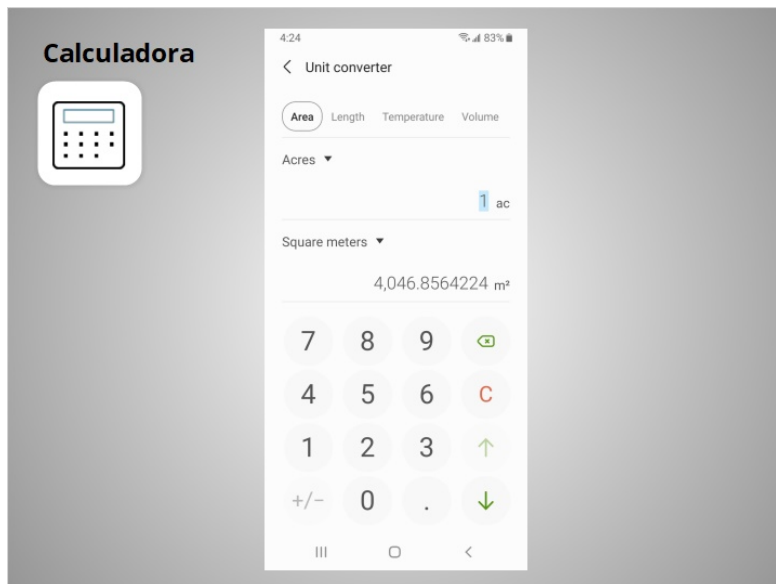 Calculadora
4:24 83%
Unit converter
Area Length Temperature Volume
Acres
1 ac
Square meters
4,046.8564224 m²
7 8 9
4 5 6 C
1 2 3
+/− 0 .